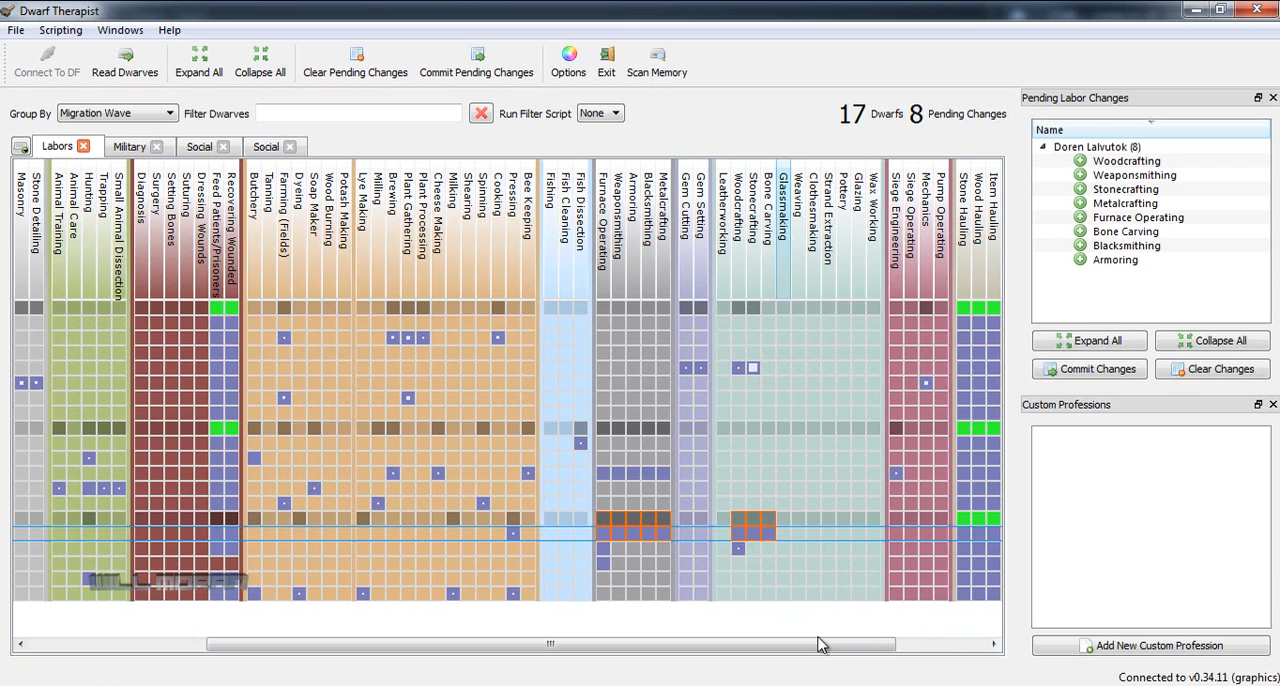 Dwarf Therapist
File Scripting Windows Help
Connect To DF Read Dwarves Expand All Collapse All Clear Pending Changes Commit Pending Changes Options Exit Scan Memory
Group By Migration Wave Filter Dwarves Run Filter Script None 17 Dwarfs 8 Pending Changes
Labors Military Social Social
Masonry
Stone Detailing
Animal Training
Animal Care
Hunting
Trapping
Small Animal Dissection
Diagnosis
Surgery
Setting Bones
Suturing
Dressing Wounds
Feed Patients/Prisoners
Recovering Wounded
Butchery
Tanning
Farming (Fields)
Dyeing
Soap Maker
Wood Burning
Potash Making
Lye Making
Milling
Brewing
Plant Gathering
Plant Processing
Cheese Making
Milking
Shearing
Spinning
Cooking
Pressing
Bee Keeping
Fishing
Fish Cleaning
Fish Dissection
Furnace Operating
Weaponsmithing
Armoring
Blacksmithing
Metalcrafting
Gem Cutting
Gem Setting
Leatherworking
Woodcrafting
Stonecrafting
Bone Carving
Glassmaking
Weaving
Clothesmaking
Strand Extraction
Pottery
Glazing
Wax Working
Siege Engineering
Siege Operating
Mechanics
Pump Operating
Stone Hauling
Wood Hauling
Item Hauling
WILL MORAN
Pending Labor Changes
Name
Doren Lalvutok (8)
Woodcrafting
Weaponsmithing
Stonecrafting
Metalcrafting
Furnace Operating
Bone Carving
Blacksmithing
Armoring
Expand All Collapse All
Commit Changes Clear Changes
Custom Professions
Add New Custom Profession
Connected to v0.34.11 (graphics)